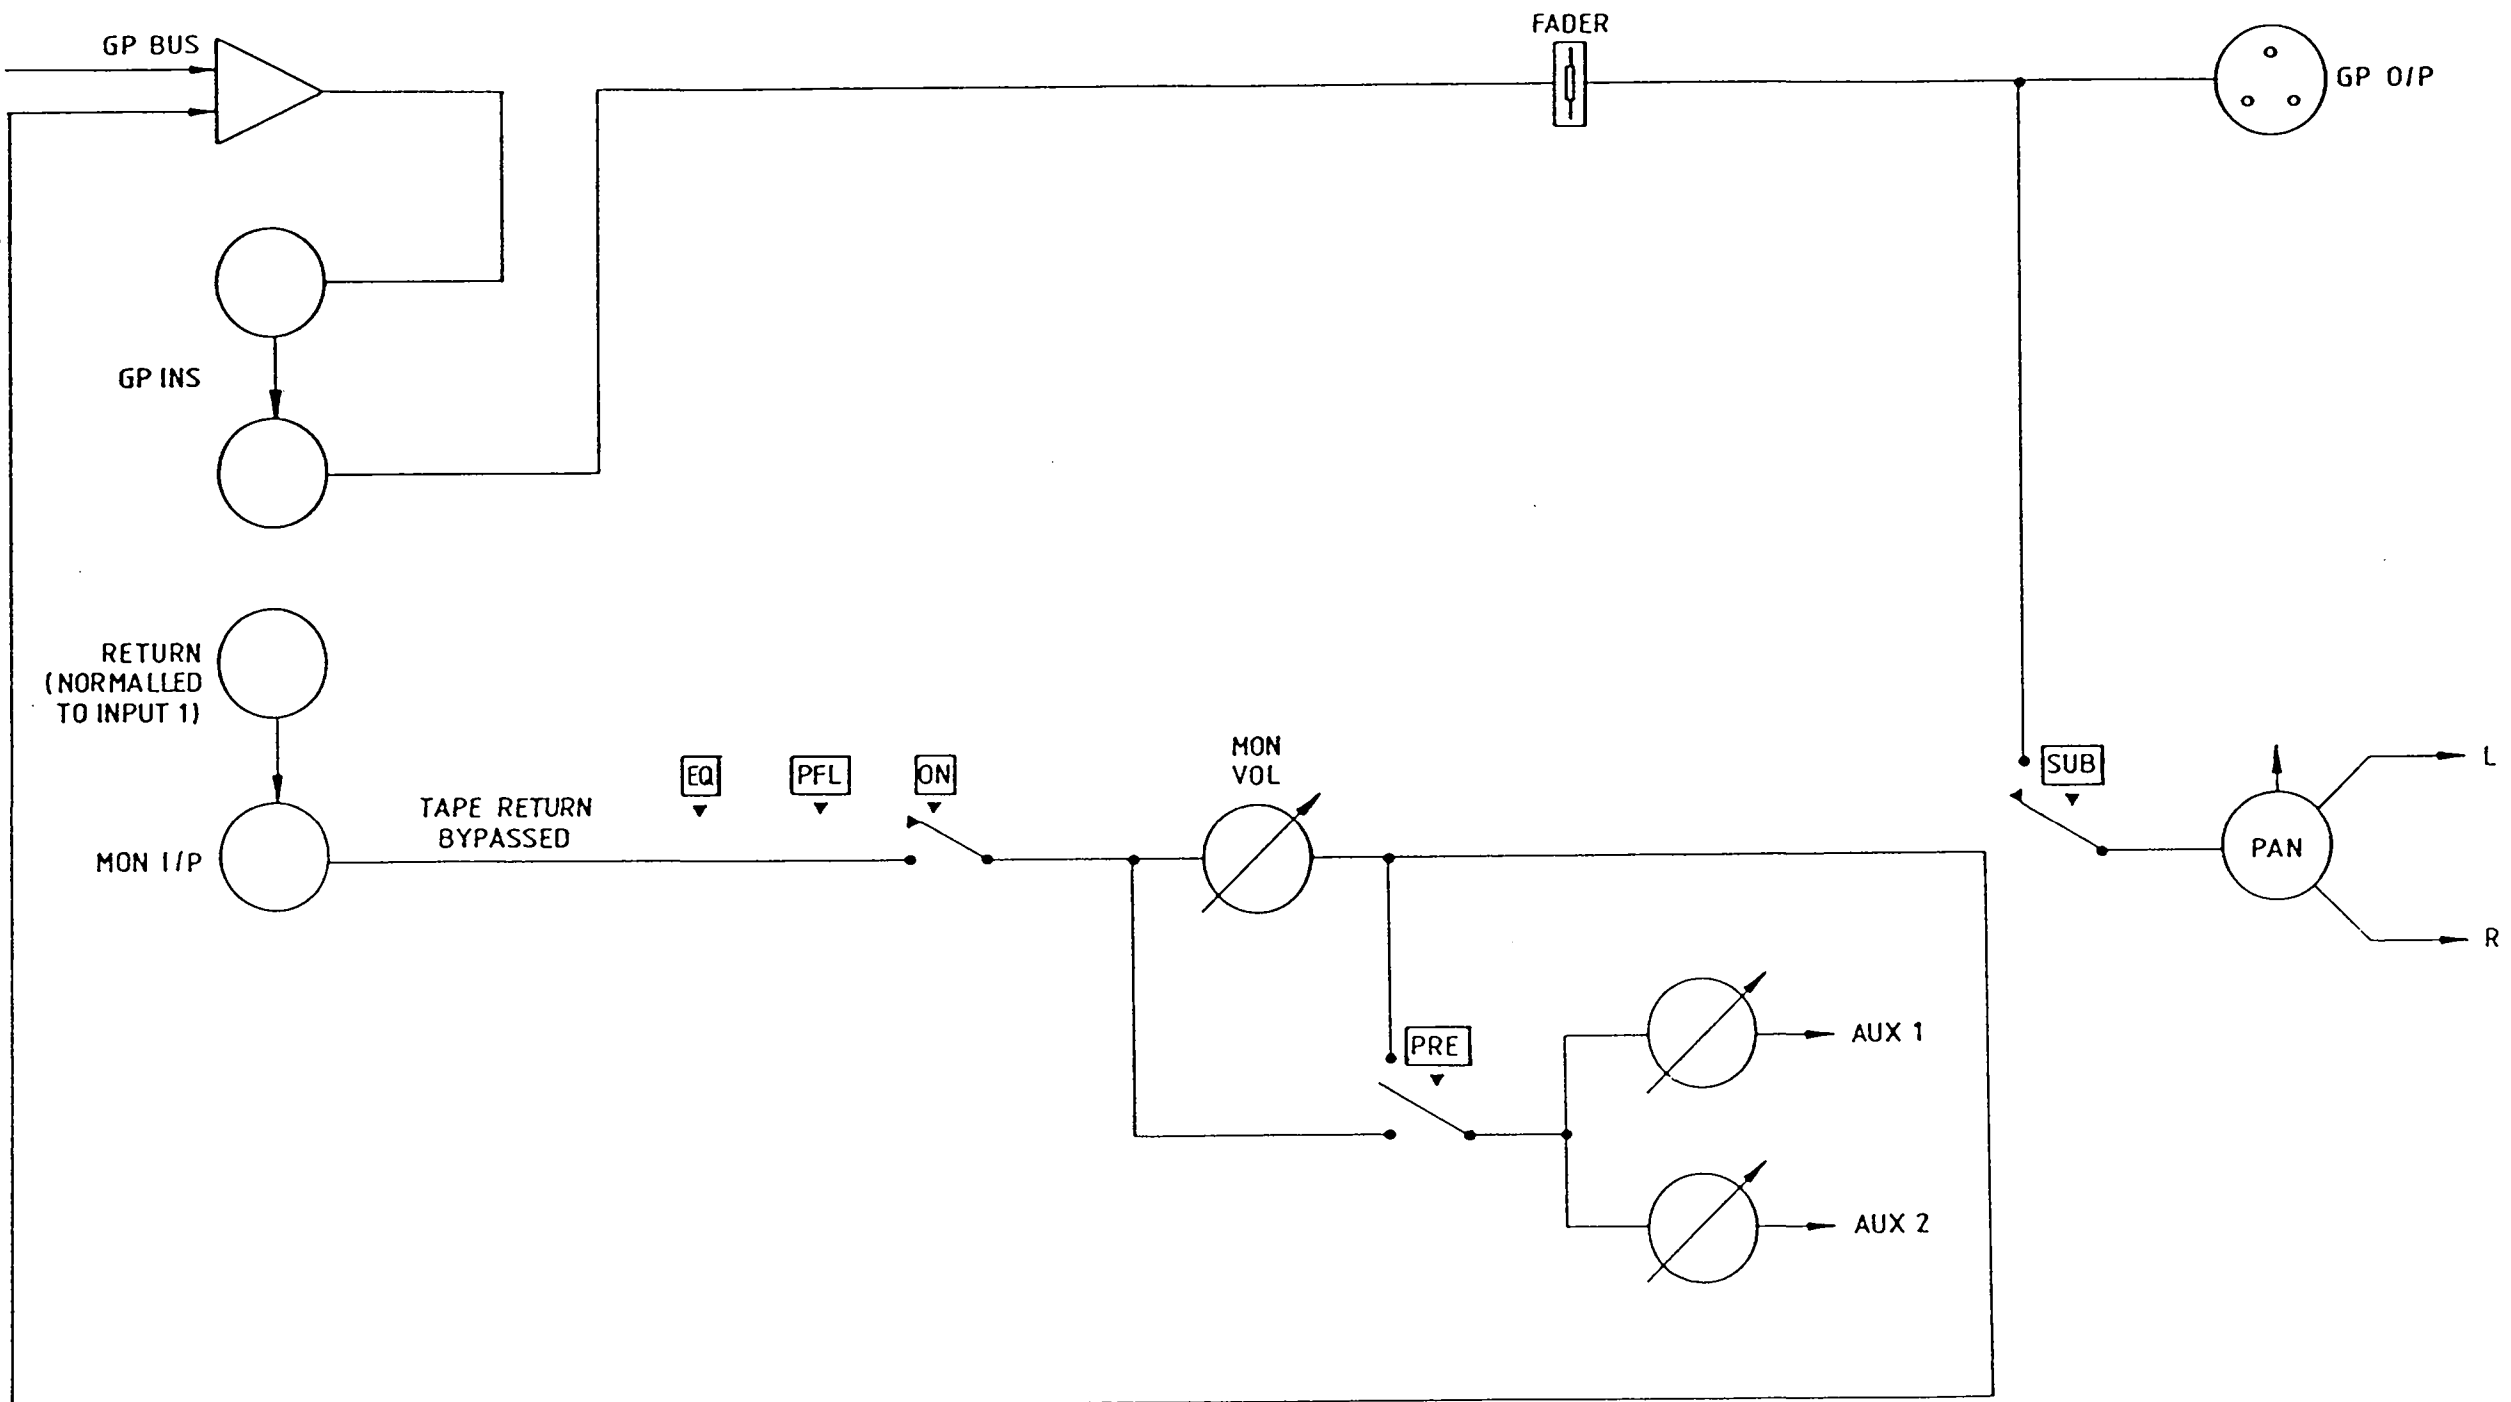 FADER
GP BUS
GP O/P
GP INS
RETURN
(NORMALLED
TO INPUT 1)
MON
VOL
SUB
L
EQ
PFL
ON
TAPE RETURN
BYPASSED
MON I/P
PAN
R
PRE
AUX 1
AUX 2